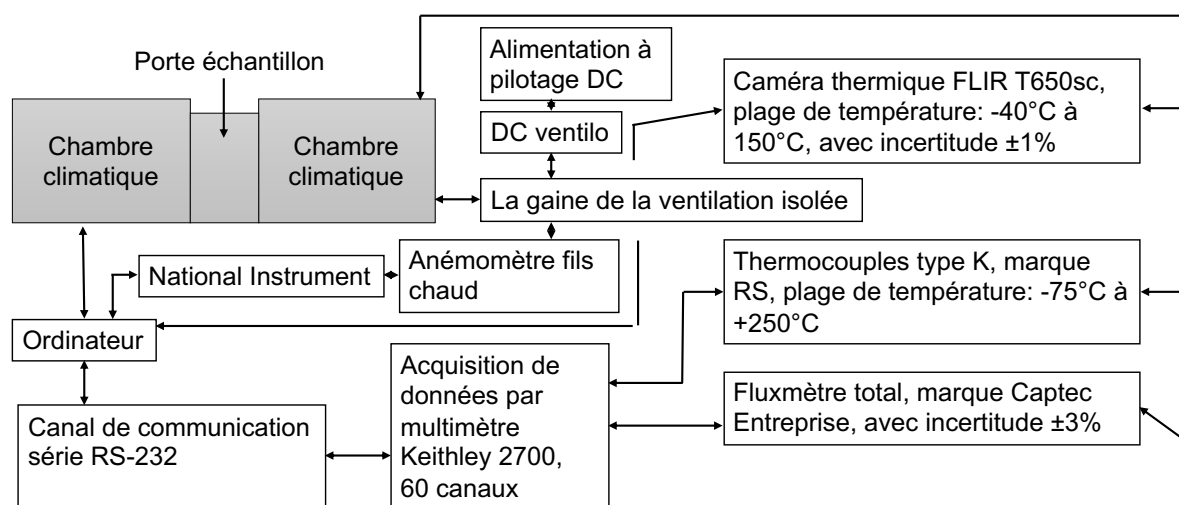 Porte échantillon
Chambre
climatique
Chambre
climatique
Alimentation à
pilotage DC
DC ventilo
La gaine de la ventilation isolée
Caméra thermique FLIR T650sc,
plage de température: -40°C à
150°C, avec incertitude ±1%
National Instrument
Anémomètre fils
chaud
Thermocouples type K, marque
RS, plage de température: -75°C à
+250°C
Ordinateur
Canal de communication
série RS-232
Acquisition de
données par
multimètre
Keithley 2700,
60 canaux
Fluxmètre total, marque Captec
Entreprise, avec incertitude ±3%